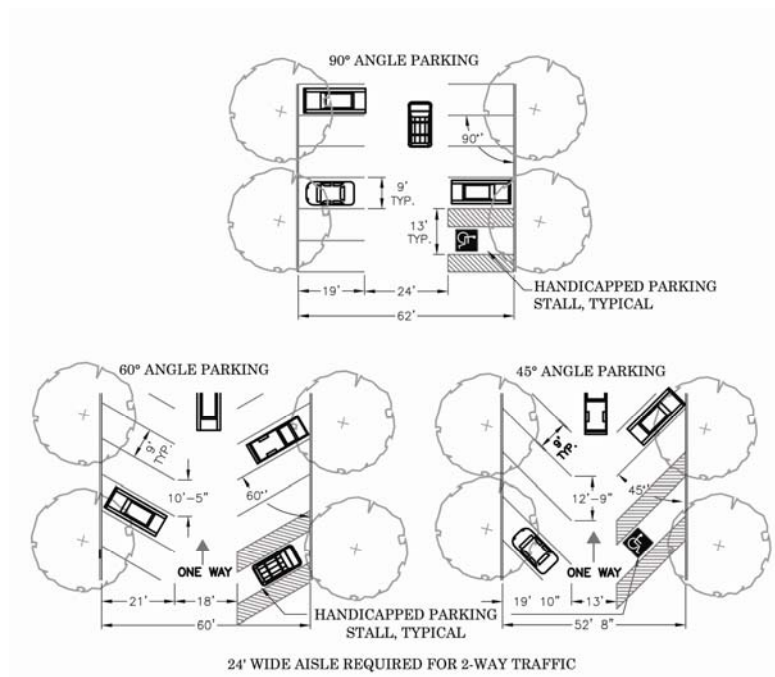 90° ANGLE PARKING
90°
9'
TYP.
13'
TYP.
HANDICAPPED PARKING
STALL, TYPICAL
19'
24'
62'
60° ANGLE PARKING
9'
TYP.
10'-5"
60°
ONE WAY
21'
18'
60'
HANDICAPPED PARKING
STALL, TYPICAL
45° ANGLE PARKING
9'
TYP.
12'-9"
45°
ONE WAY
19' 10"
13'
52' 8"
24' WIDE AISLE REQUIRED FOR 2-WAY TRAFFIC